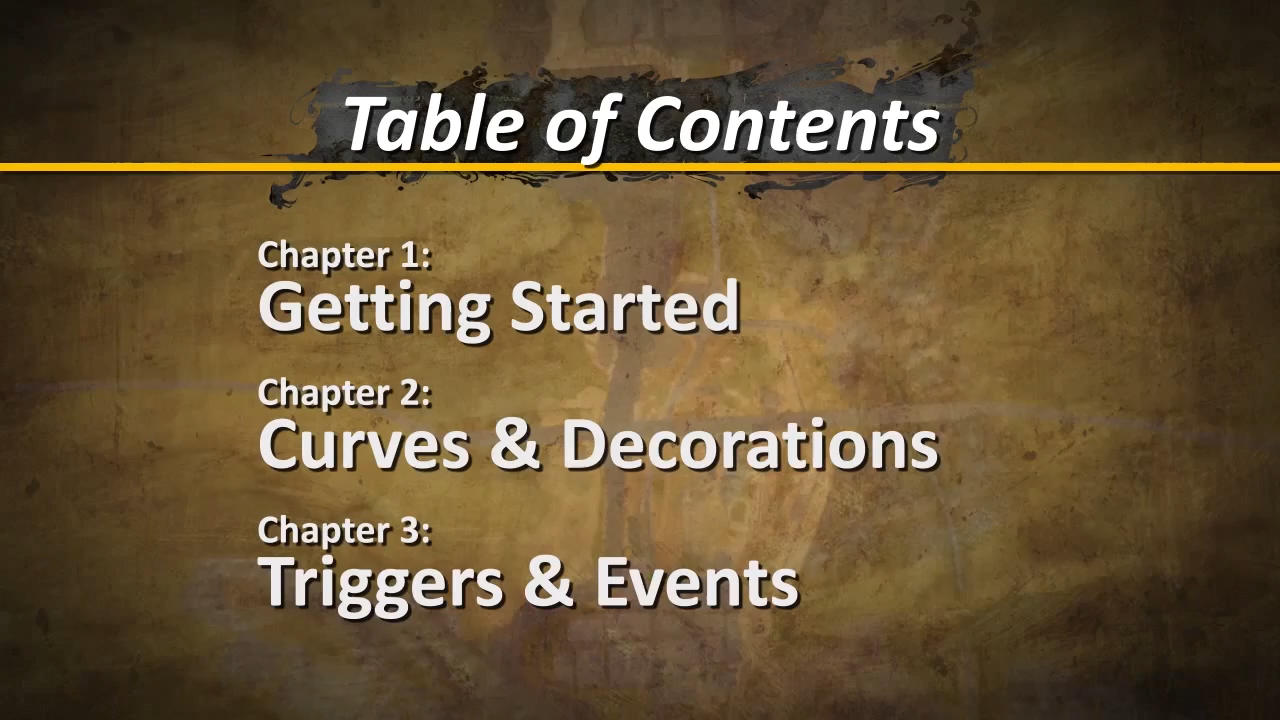 Table of Contents
Chapter 1:
Getting Started
Chapter 2:
Curves & Decorations
Chapter 3:
Triggers & Events